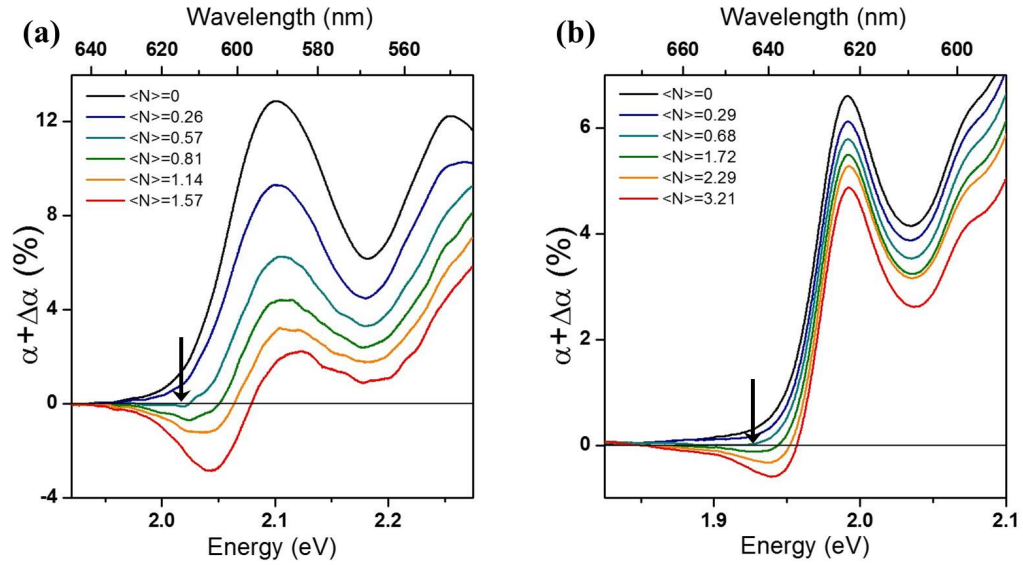 (a)
Wavelength (nm)
640 620 600 580 560
<N>=0
<N>=0.26
<N>=0.57
<N>=0.81
<N>=1.14
<N>=1.57
12
8
4
0
-4
α+Δα (%)
2.0 2.1 2.2
Energy (eV)
(b)
Wavelength (nm)
660 640 620 600
<N>=0
<N>=0.29
<N>=0.68
<N>=1.72
<N>=2.29
<N>=3.21
6
4
2
0
α+Δα (%)
1.9 2.0 2.1
Energy (eV)